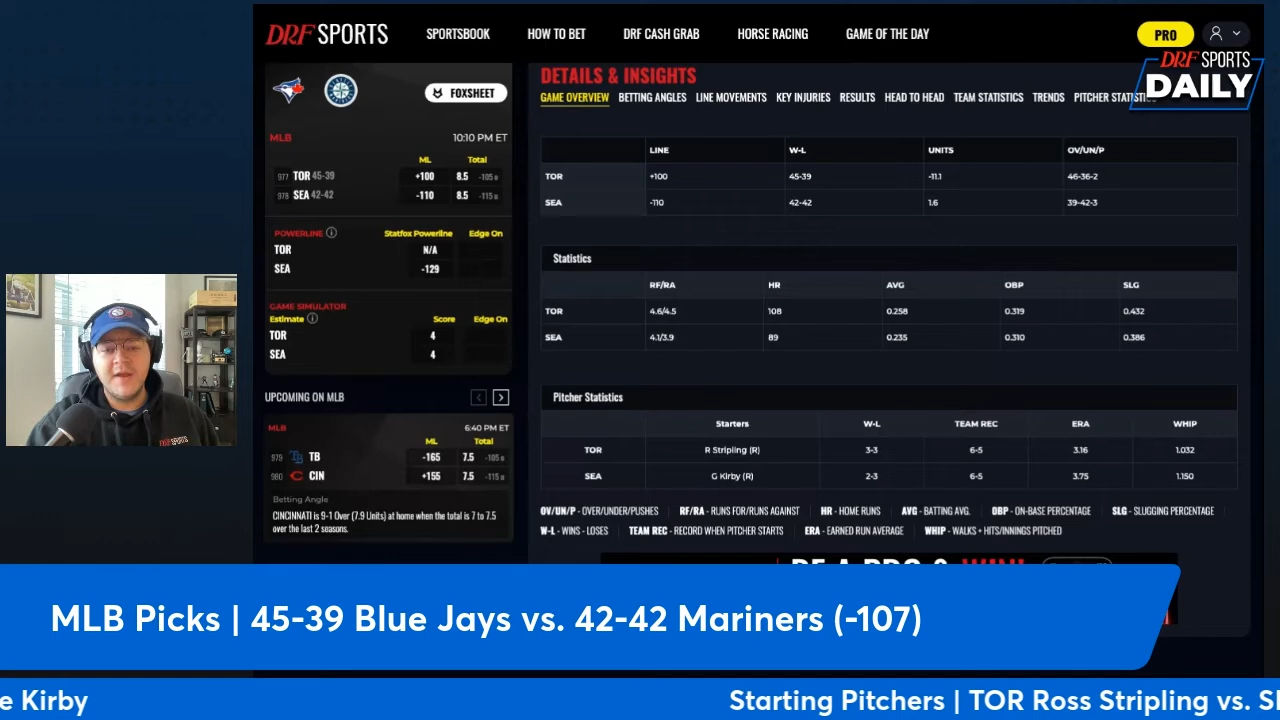 DRF SPORTS
SPORTSBOOK HOW TO BET DRF CASH GRAB HORSE RACING GAME OF THE DAY
PRO
DRF SPORTS
DAILY
FOXSHEET
MLB 10:10 PM ET
ML Total
977 TOR 45-39 +100 8.5 -105 o
978 SEA 42-42 -110 8.5 -115 u
POWERLINE Statfox Powerline Edge On
TOR N/A
SEA -129
GAME SIMULATOR
Estimate Score Edge On
TOR 4
SEA 4
UPCOMING ON MLB
MLB 6:40 PM ET
ML Total
979 TB -165 7.5 -105 o
980 CIN +155 7.5 -115 u
Betting Angle
CINCINNATI is 9-1 Over (7.9 Units) at home when the total is 7 to 7.5
over the last 2 seasons.
DETAILS & INSIGHTS
GAME OVERVIEW BETTING ANGLES LINE MOVEMENTS KEY INJURIES RESULTS HEAD TO HEAD TEAM STATISTICS TRENDS PITCHER STATISTICS
LINE W-L UNITS OV/UN/P
TOR +100 45-39 -11.1 46-36-2
SEA -110 42-42 1.6 39-42-3
Statistics
RF/RA HR AVG OBP SLG
TOR 4.6/4.5 108 0.258 0.319 0.432
SEA 4.1/3.9 89 0.235 0.310 0.386
Pitcher Statistics
Starters W-L TEAM REC ERA WHIP
TOR R Stripling (R) 3-3 6-5 3.16 1.032
SEA G Kirby (R) 2-3 6-5 3.75 1.150
OV/UN/P - OVER/UNDER/PUSHES RF/RA - RUNS FOR/RUNS AGAINST HR - HOME RUNS AVG - BATTING AVG. OBP - ON-BASE PERCENTAGE SLG - SLUGGING PERCENTAGE
W-L - WINS - LOSES TEAM REC - RECORD WHEN PITCHER STARTS ERA - EARNED RUN AVERAGE WHIP - WALKS + HITS/INNINGS PITCHED
MLB Picks | 45-39 Blue Jays vs. 42-42 Mariners (-107)
e Kirby Starting Pitchers | TOR Ross Stripling vs. S